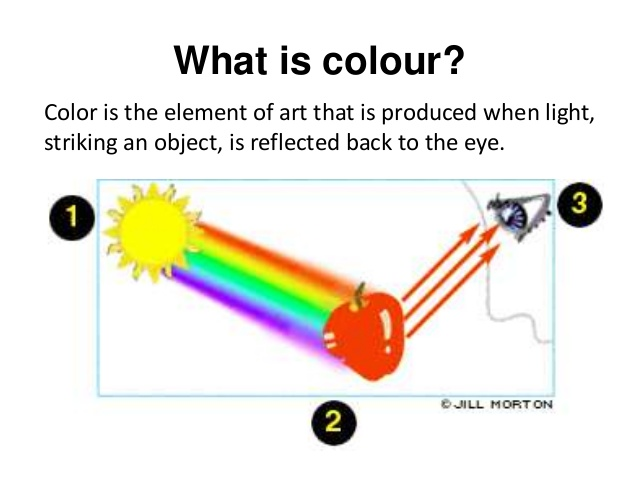 What is colour?
Color is the element of art that is produced when light,
striking an object, is reflected back to the eye.
1
3
©JILL MORTON
2